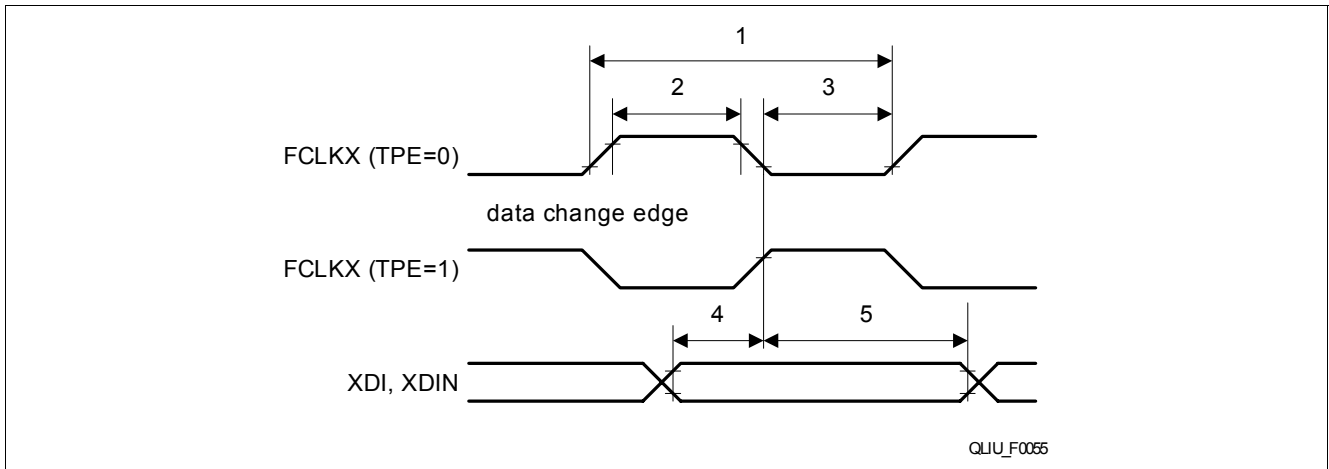 1
2
3
FCLKX (TPE=0)
data change edge
FCLKX (TPE=1)
4
5
XDI, XDIN
QLIU_F0055